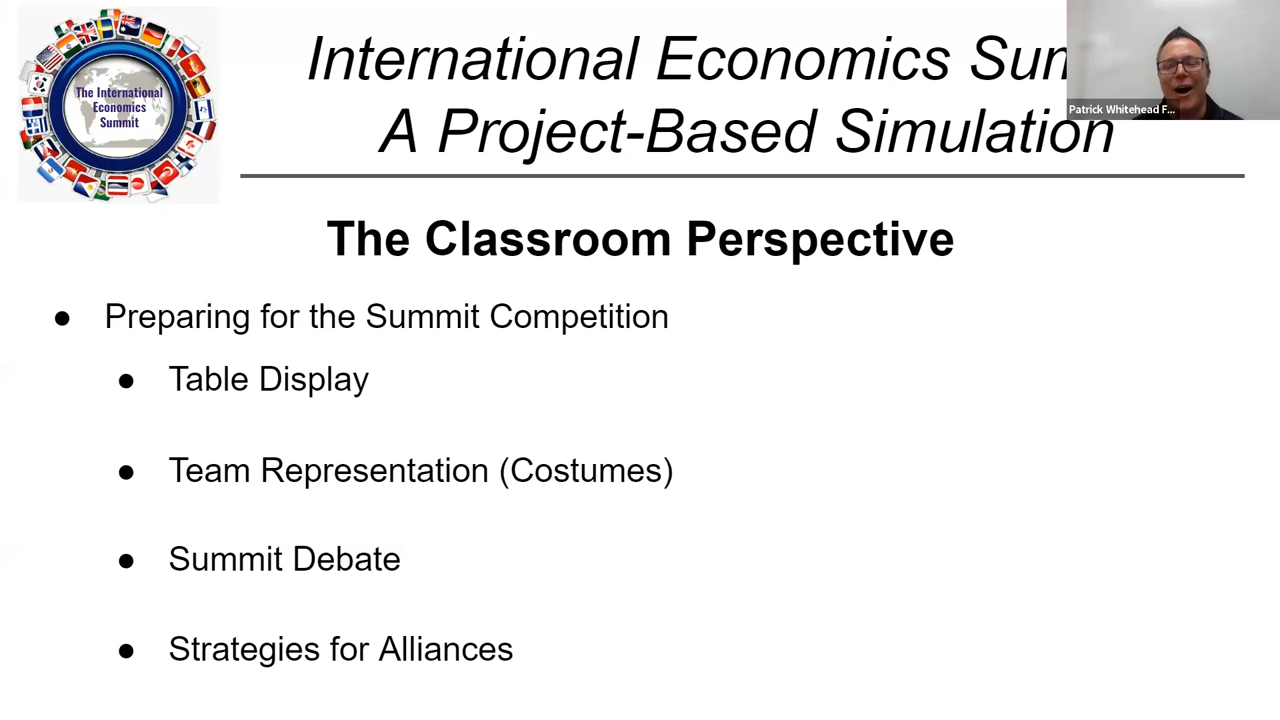 The International
Economics
Summit
International Economics
A Project-Based Simulation
Patrick Whitehead F...
The Classroom Perspective
● Preparing for the Summit Competition
● Table Display
● Team Representation (Costumes)
● Summit Debate
● Strategies for Alliances